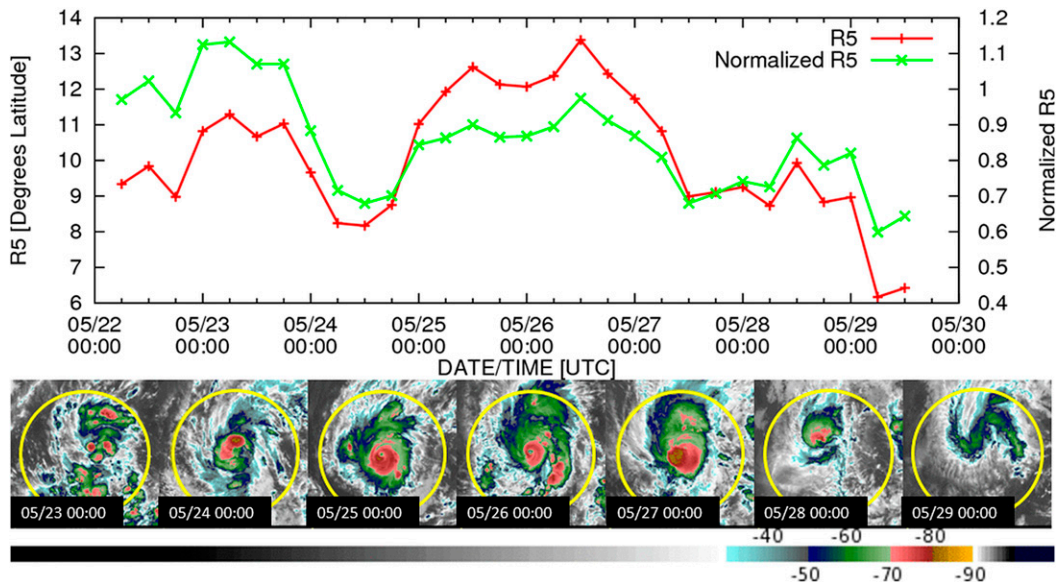 R5 [Degrees Latitude]
14
13
12
11
10
9
8
7
6
1.2
1.1
1
0.9
0.8
0.7
0.6
0.5
0.4
Normalized R5
R5
Normalized R5
05/22 05/23 05/24 05/25 05/26 05/27 05/28 05/29 05/30
00:00 00:00 00:00 00:00 00:00 00:00 00:00 00:00 00:00
DATE/TIME [UTC]
05/23 00:00 05/24 00:00 05/25 00:00 05/26 00:00 05/27 00:00 05/28 00:00 05/29 00:00
-40 -60 -80
-50 -70 -90